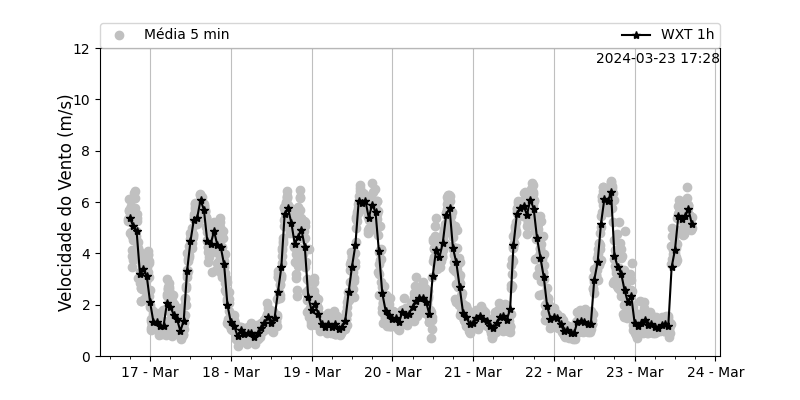 Média 5 min
WXT 1h
2024-03-23 17:28
Velocidade do Vento (m/s)
12
10
8
6
4
2
0
17 - Mar
18 - Mar
19 - Mar
20 - Mar
21 - Mar
22 - Mar
23 - Mar
24 - Mar